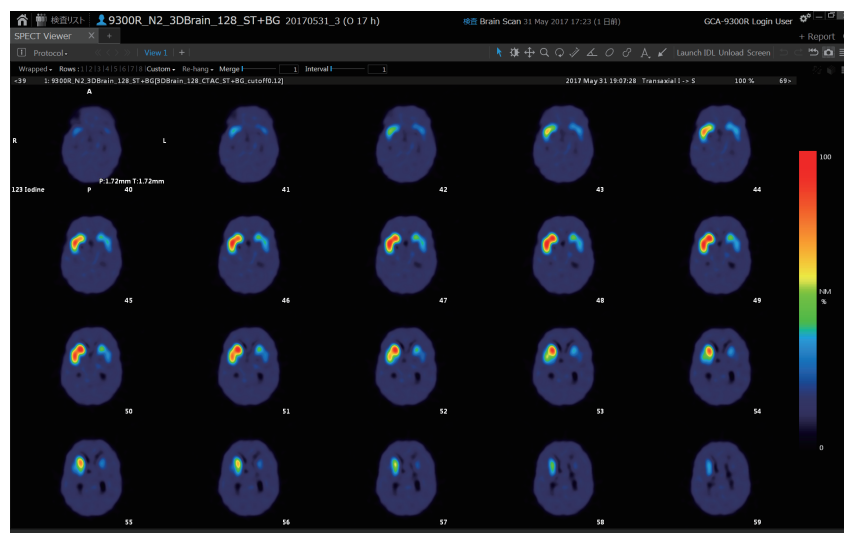 検査リスト 9300R_N2_3DBrain_128_ST+BG 20170531_3 (O 17 h) 検査 Brain Scan 31 May 2017 17:23 (1 日前) GCA-9300R Login User
SPECT Viewer X + + Report
Protocol View 1 + Launch IDL Unload Screen
Wrapped Rows: 1|2|3|4|5|6|7|8|Custom Re-hang Merge 1 Interval 1
<39 1: 9300R_N2_3DBrain_128_ST+BG[3DBrain_128_CTAC_ST+BG_cutoff0.12] 2017 May 31 19:07:28 Transaxial I -> S 100 % 69>
A
R L
P:1.72mm T:1.72mm
123 Iodine P 40 41 42 43 44
45 46 47 48 49
50 51 52 53 54
55 56 57 58 59
100
NM
%
0